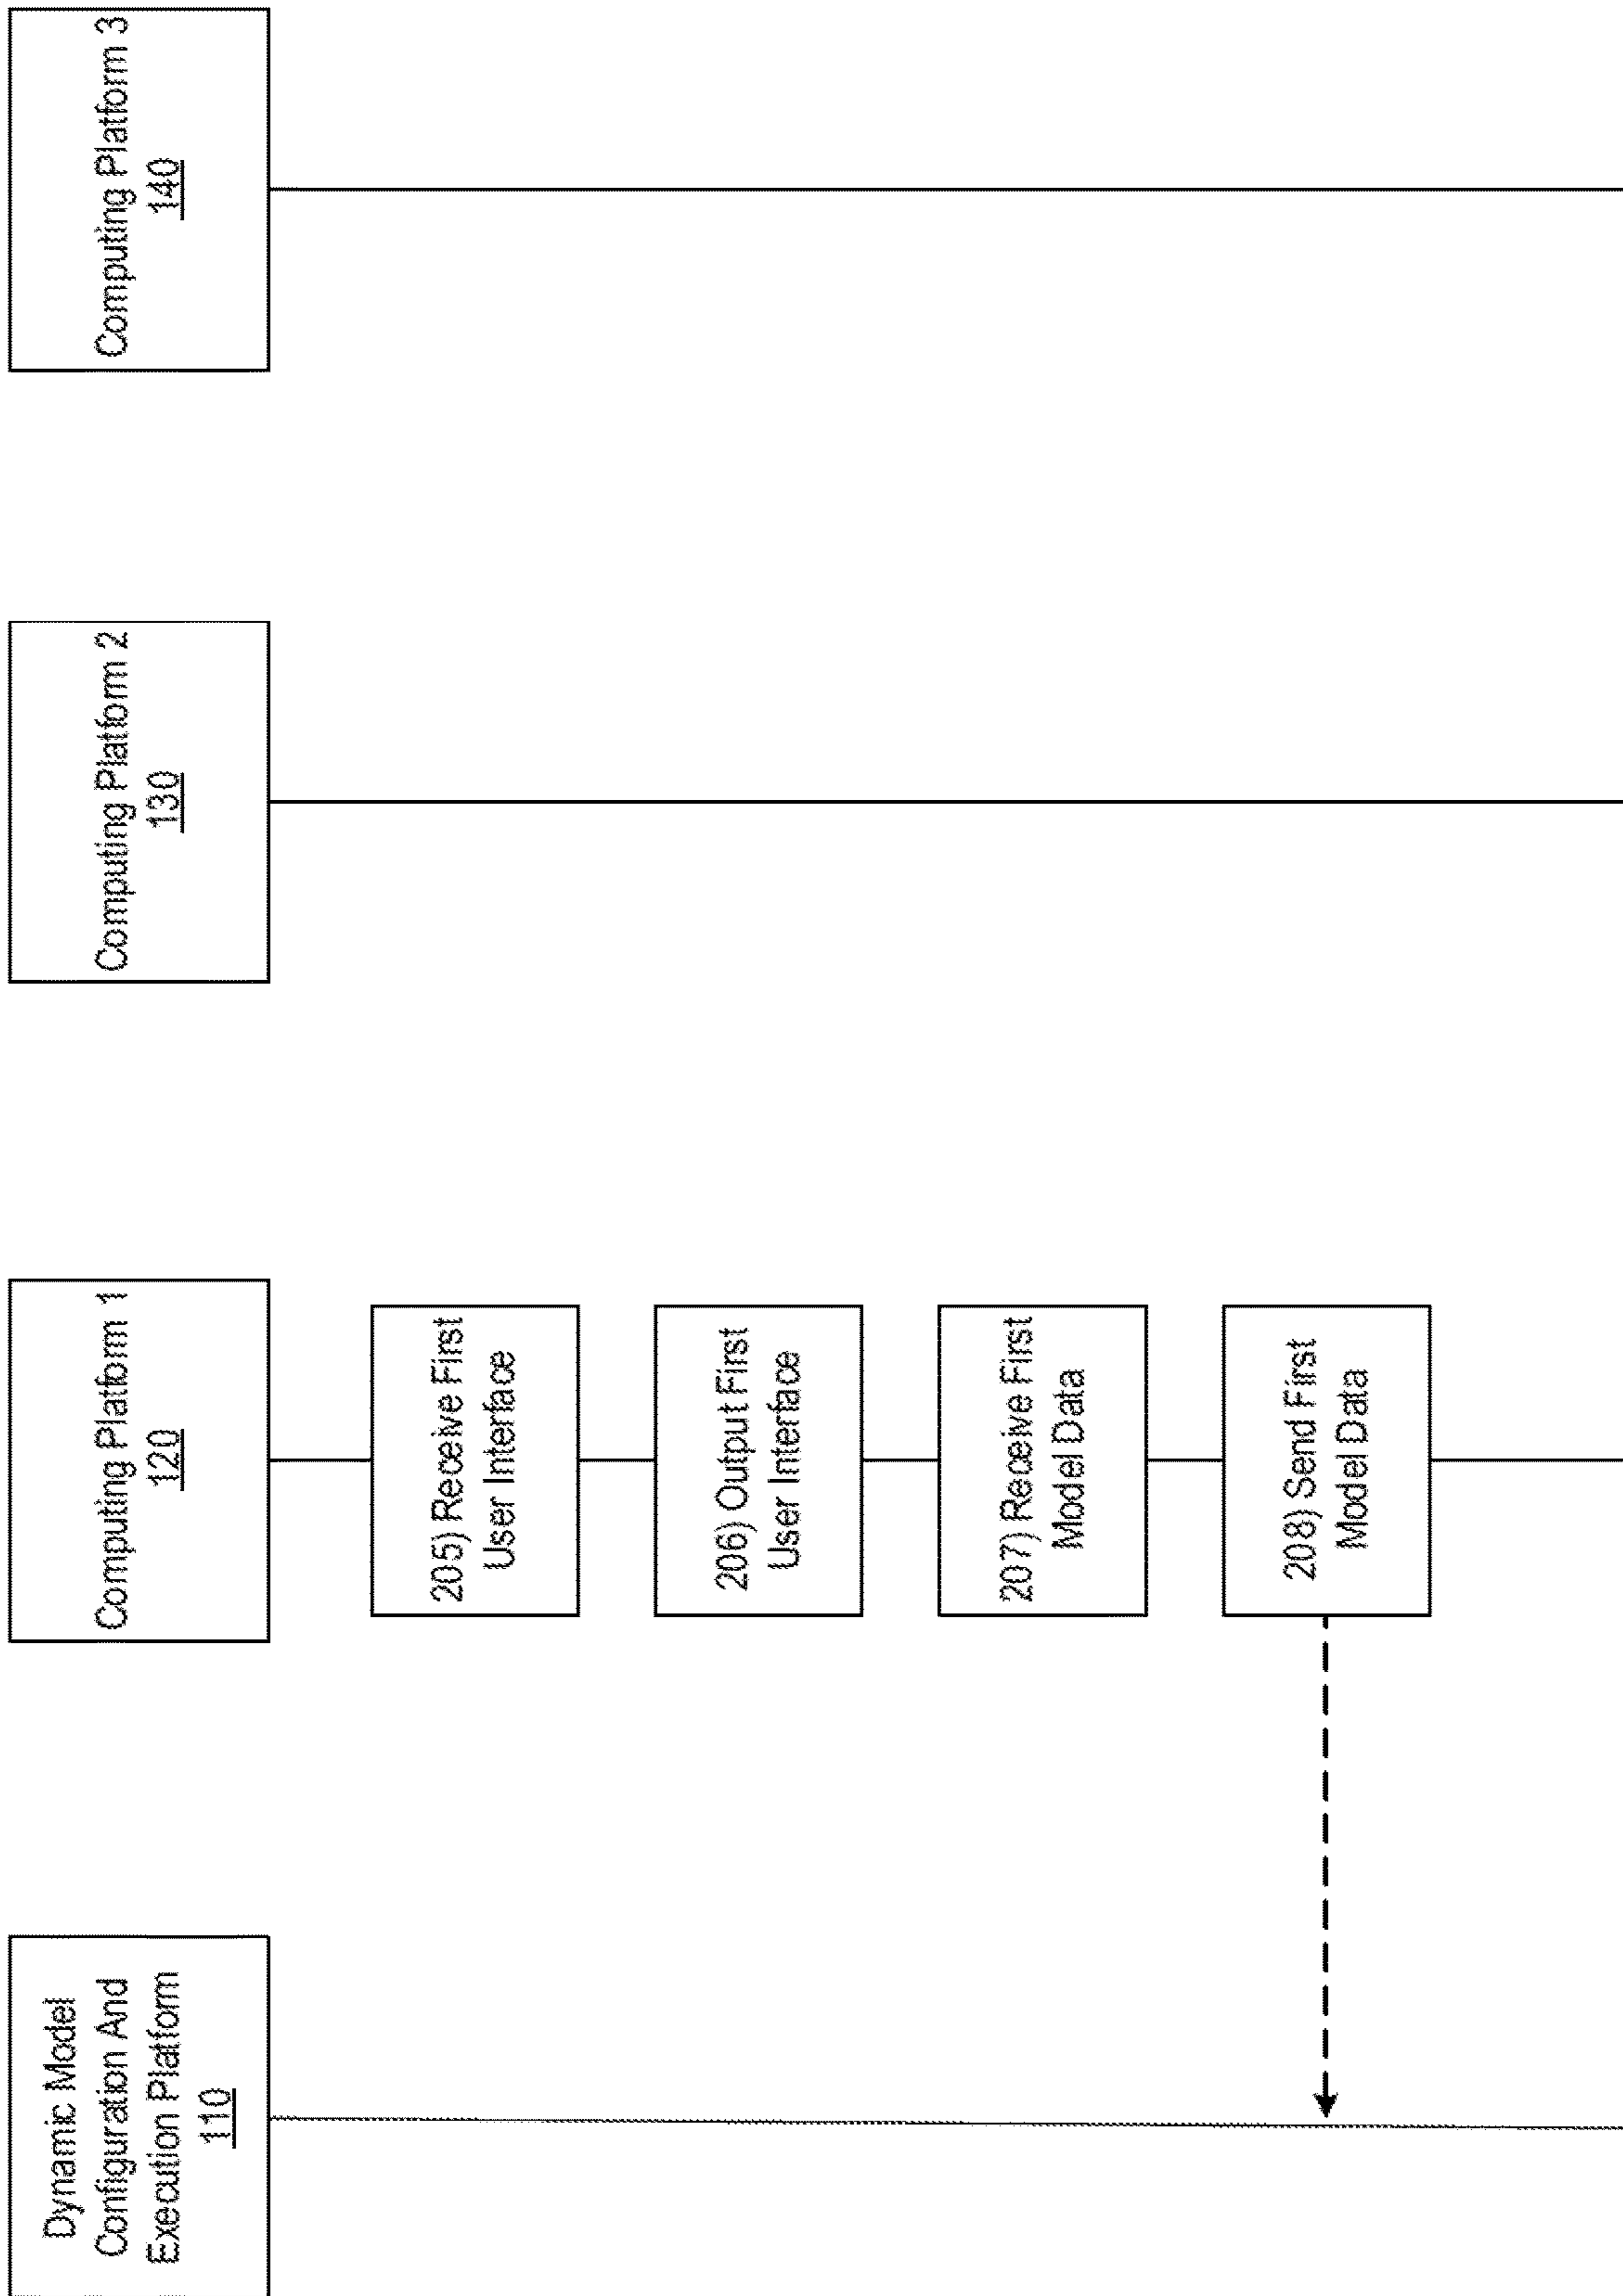 Dynamic Model
Configuration And
Execution Platform
110
Computing Platform 1
120
Computing Platform 2
130
Computing Platform 3
140
205) Receive First
User Interface
206) Output First
User Interface
207) Receive First
Model Data
208) Send First
Model Data